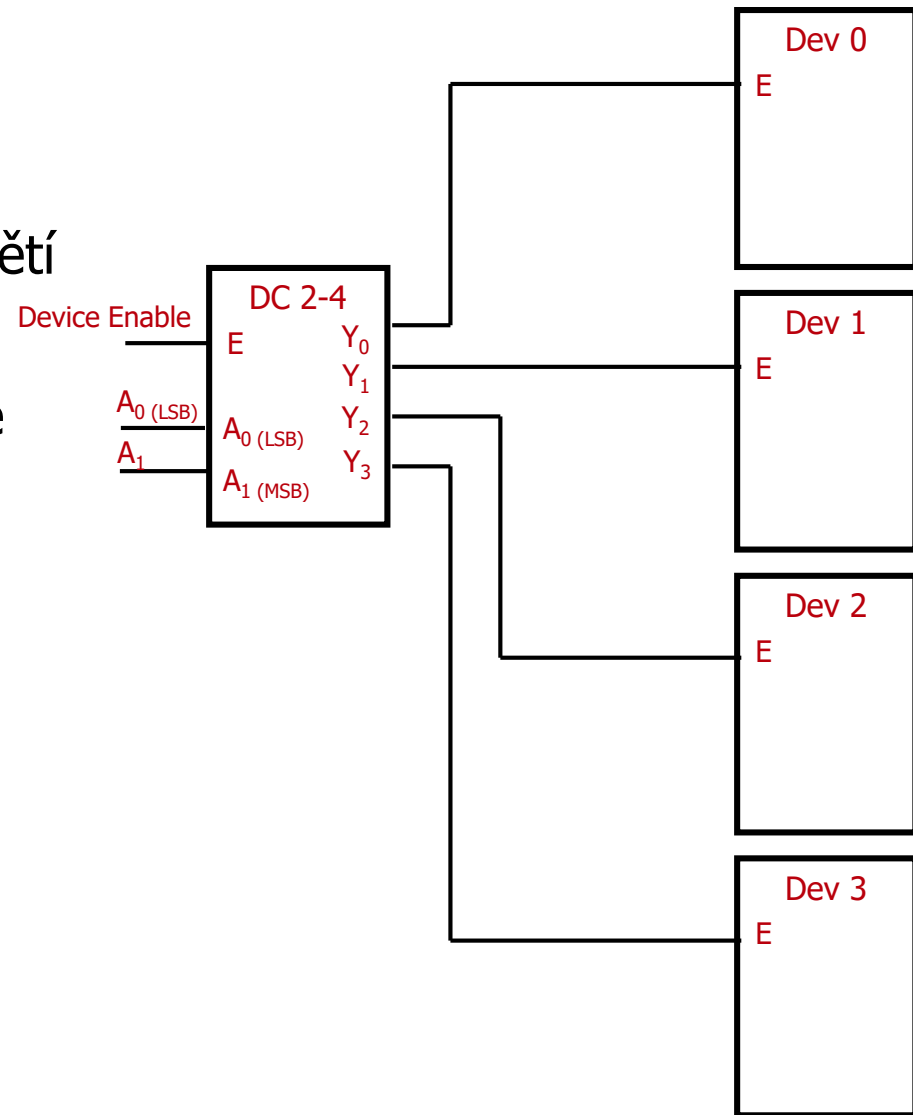 Dev 0
E
ětí
DC 2-4
Device Enable
E
Y₀
Dev 1
Y₁
E
e
A₀ (LSB)
A₀ (LSB)
Y₂
A₁
Y₃
A₁ (MSB)
Dev 2
E
Dev 3
E